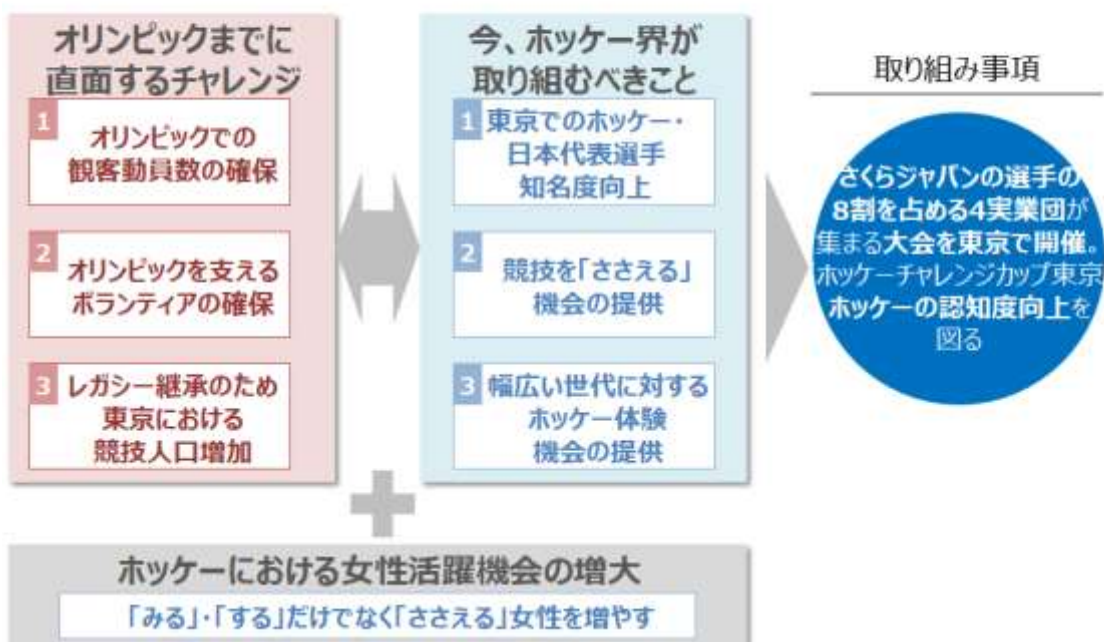 オリンピックまでに
直面するチャレンジ
1
オリンピックでの
観客動員数の確保
2
オリンピックを支える
ボランティアの確保
3
レガシー継承のため
東京における
競技人口増加
今、ホッケー界が
取り組むべきこと
1
東京でのホッケー・
日本代表選手
知名度向上
2
競技を「ささえる」
機会の提供
3
幅広い世代に対する
ホッケー体験
機会の提供
取り組み事項
さくらジャパンの選手の
8割を占める4実業団が
集まる大会を東京で開催。
ホッケーチャレンジカップ東京
ホッケーの認知度向上を
図る
ホッケーにおける女性活躍機会の増大
「みる」・「する」だけでなく「ささえる」女性を増やす